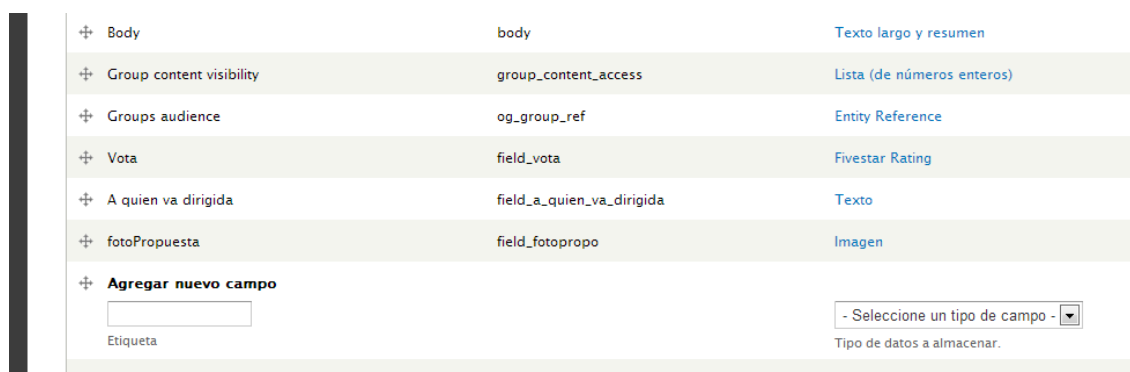 Body body Texto largo y resumen
Group content visibility group_content_access Lista (de números enteros)
Groups audience og_group_ref Entity Reference
Vota field_vota Fivestar Rating
A quien va dirigida field_a_quien_va_dirigida Texto
fotoPropuesta field_fotopropo Imagen
Agregar nuevo campo
- Seleccione un tipo de campo -
Etiqueta Tipo de datos a almacenar.